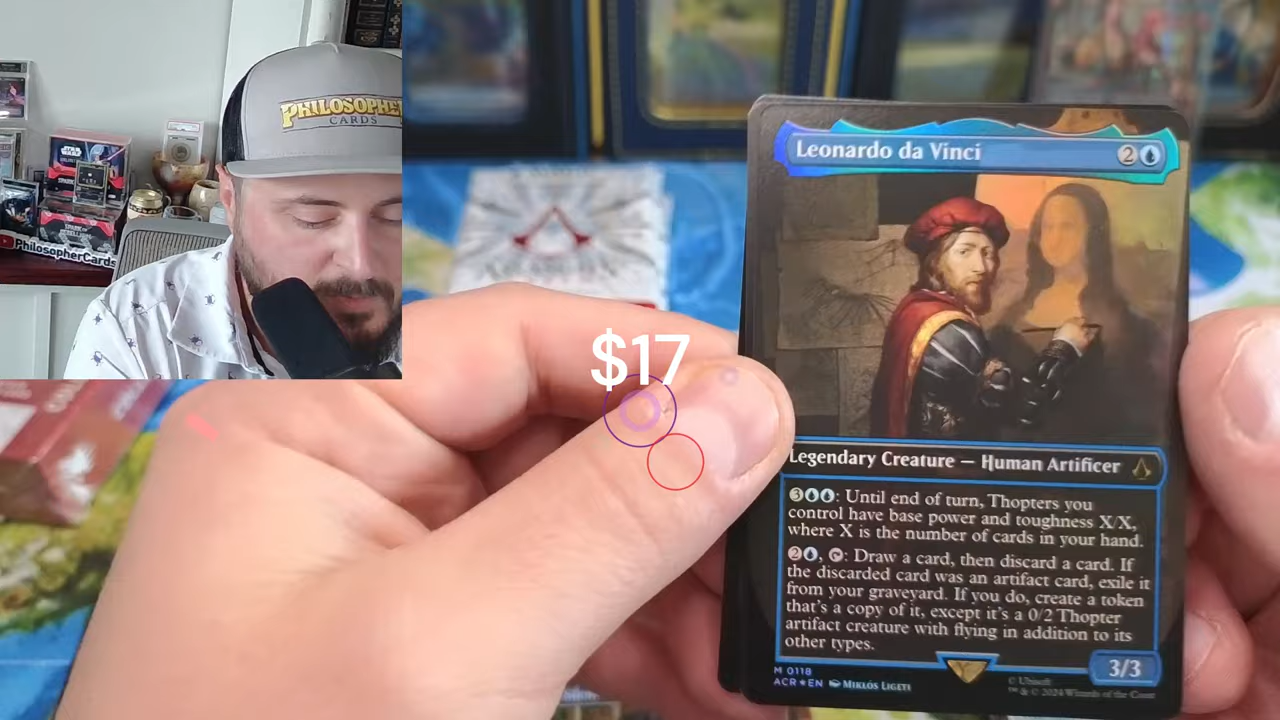 PHILOSOPHER
CARDS
STAR
WARS
PhilosopherCards
$17
Leonardo da Vinci
2
Legendary Creature — Human Artificer
3: Until end of turn, Thopters you
control have base power and toughness X/X,
where X is the number of cards in your hand.
2, : Draw a card, then discard a card. If
the discarded card was an artifact card, exile it
from your graveyard. If you do, create a token
that's a copy of it, except it's a 0/2 Thopter
artifact creature with flying in addition to its
other types.
3/3
M 0118
ACR★EN MIKLÓS LIGETI
© Ubisoft
™ & © 2024 Wizards of the Coast